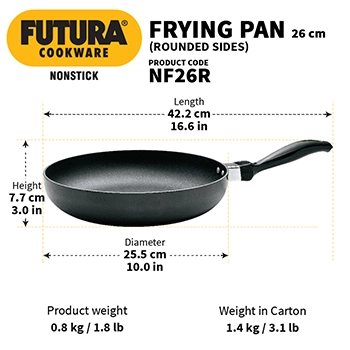 FUTURA®
COOKWARE
NONSTICK
FRYING PAN 26 cm
(ROUNDED SIDES)
PRODUCT CODE
NF26R
Length
42.2 cm
16.6 in
Height
7.7 cm
3.0 in
Diameter
25.5 cm
10.0 in
Product weight
0.8 kg / 1.8 lb
Weight in Carton
1.4 kg / 3.1 lb